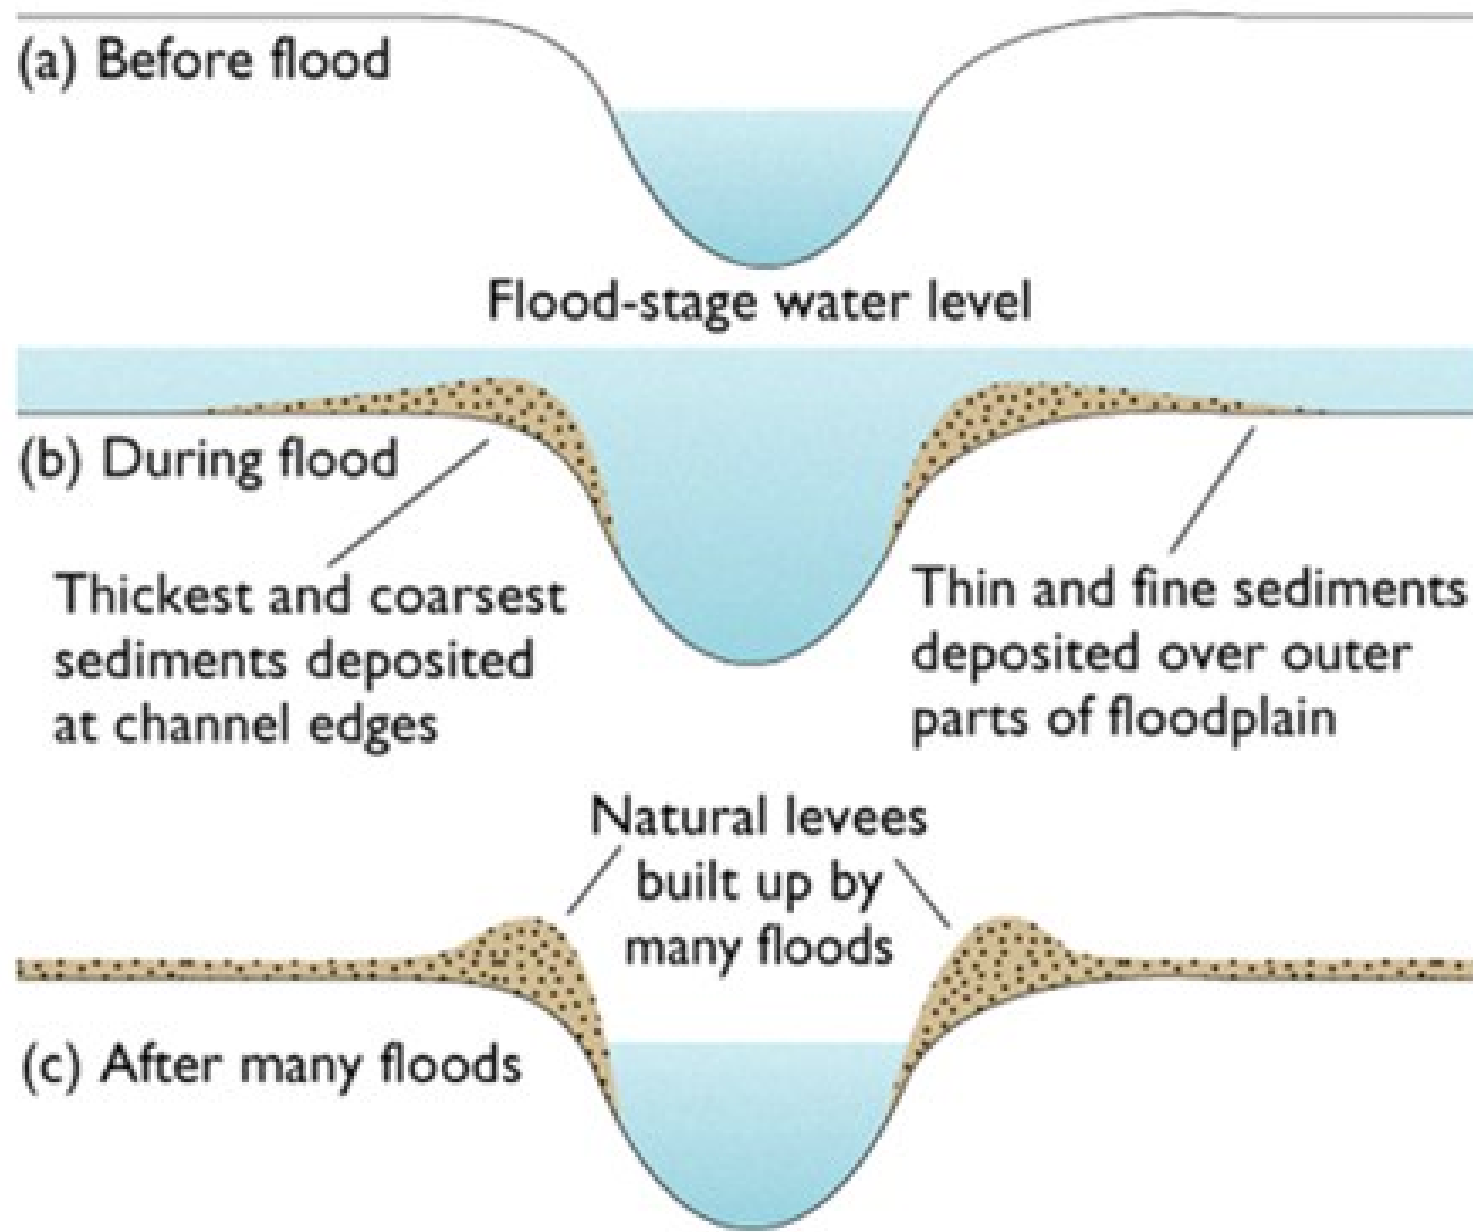 (a) Before flood
Flood-stage water level
(b) During flood
Thickest and coarsest
sediments deposited
at channel edges
Thin and fine sediments
deposited over outer
parts of floodplain
Natural levees
built up by
many floods
(c) After many floods